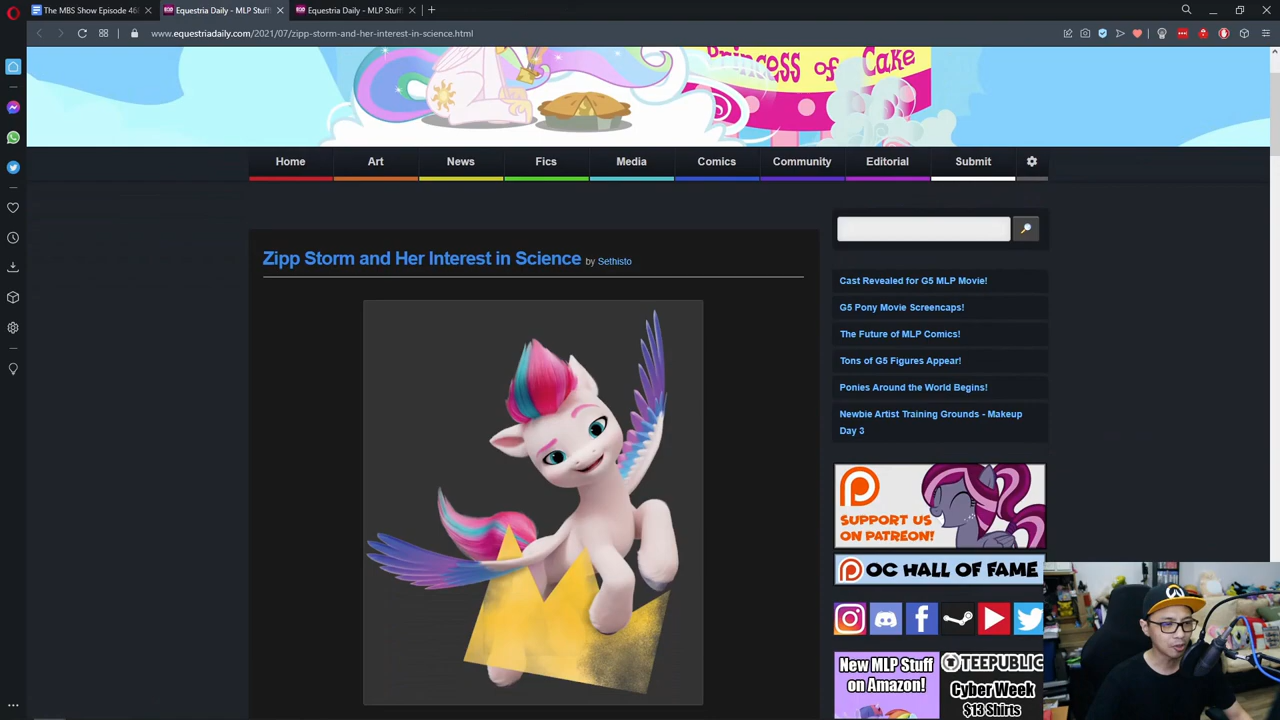 The MBS Show Episode 46
Equestria Daily - MLP Stuff
Equestria Daily - MLP Stuff
www.equestriadaily.com/2021/07/zipp-storm-and-her-interest-in-science.html
Princess of Cake
Home Art News Fics Media Comics Community Editorial Submit
Zipp Storm and Her Interest in Science by Sethisto
Cast Revealed for G5 MLP Movie!
G5 Pony Movie Screencaps!
The Future of MLP Comics!
Tons of G5 Figures Appear!
Ponies Around the World Begins!
Newbie Artist Training Grounds - Makeup
Day 3
SUPPORT US
ON PATREON!
OC HALL OF FAME
New MLP Stuff
on Amazon!
TEEPUBLIC
Cyber Week
$13 Shirts